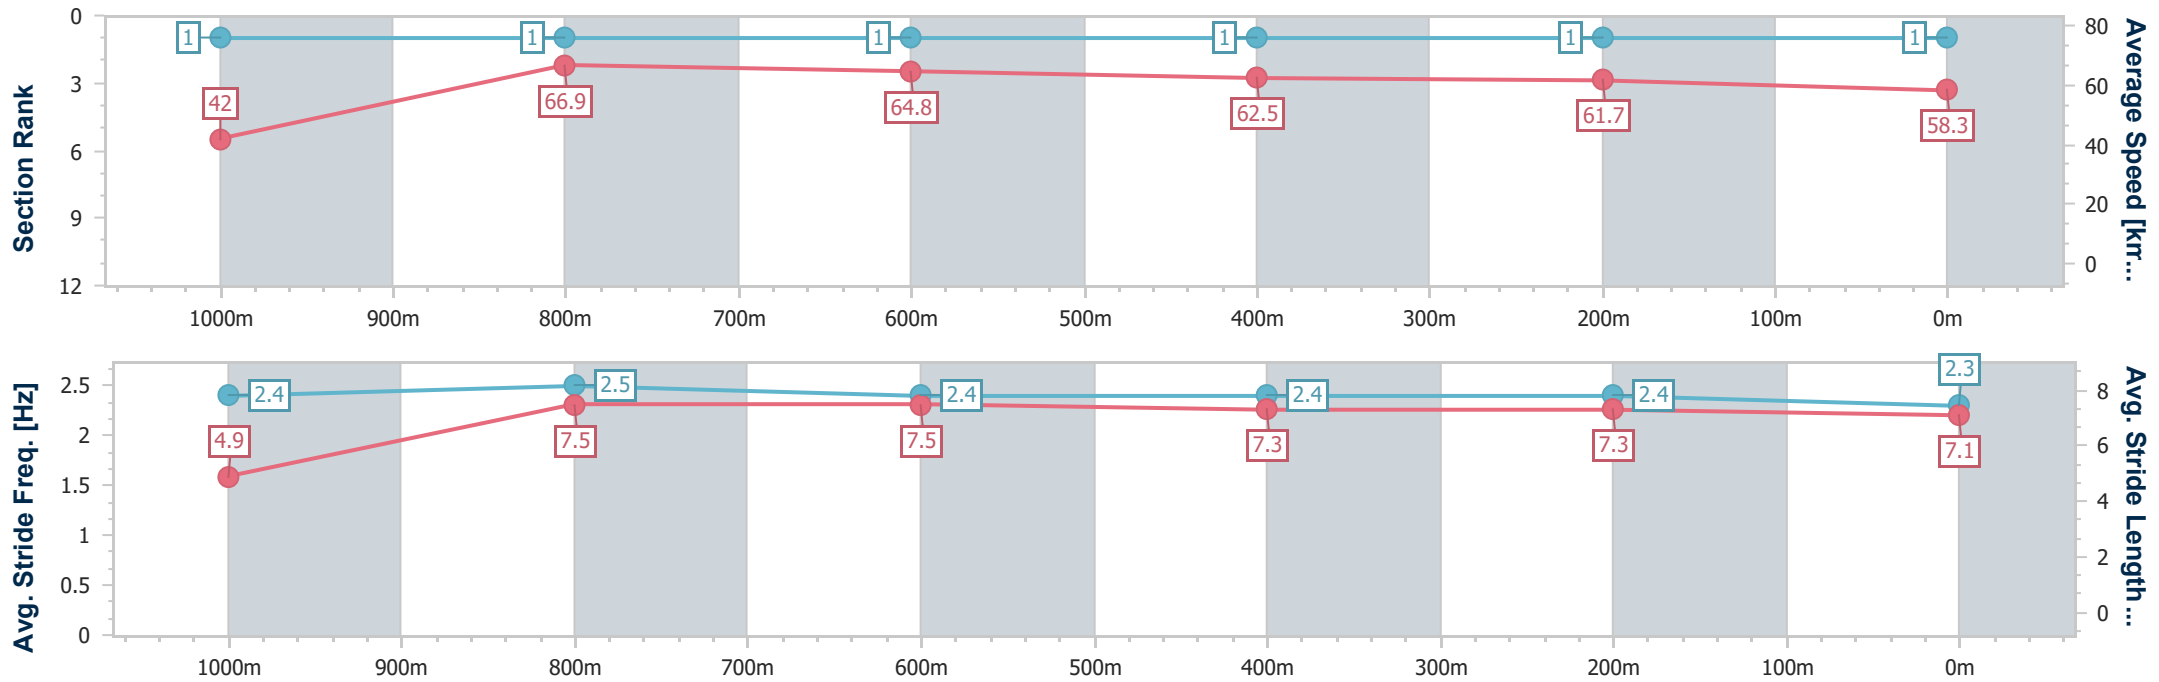 Section Rank
0
3
6
9
12
1
1
1
1
1
1
42
66.9
64.8
62.5
61.7
58.3
80
60
40
20
0
Average Speed [km...
1000m
900m
800m
700m
600m
500m
400m
300m
200m
100m
0m
Avg. Stride Freq. [Hz]
2.5
2
1.5
1
0.5
0
2.4
2.5
2.4
2.4
2.4
2.3
4.9
7.5
7.5
7.3
7.3
7.1
8
6
4
2
0
Avg. Stride Length ...
1000m
900m
800m
700m
600m
500m
400m
300m
200m
100m
0m